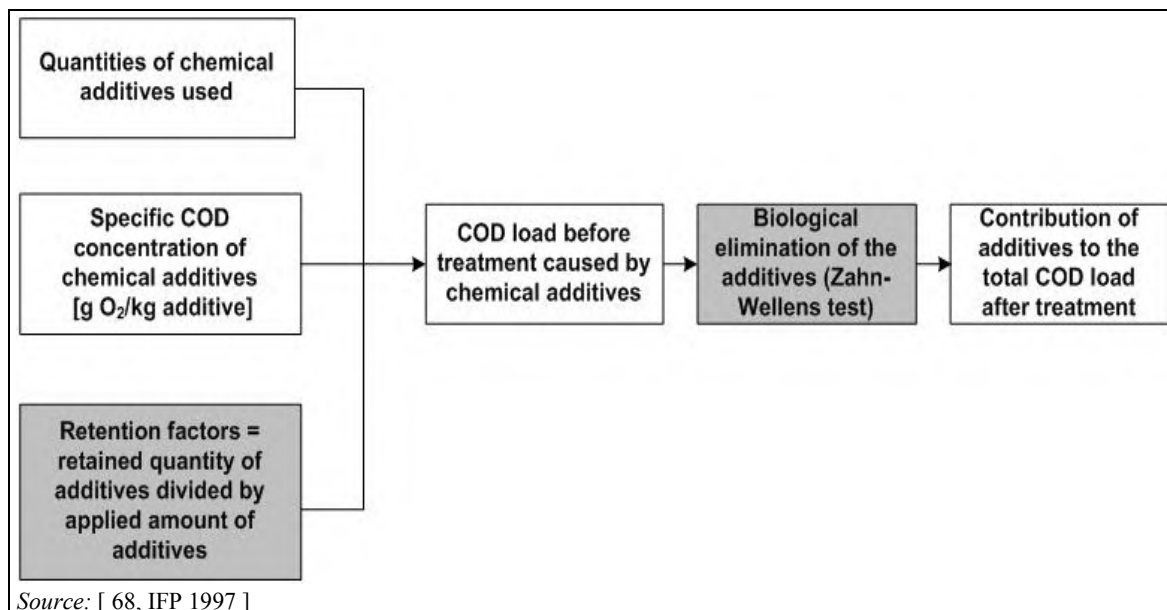 Quantities of chemical
additives used
Specific COD
concentration of
chemical additives
[g O₂/kg additive]
Retention factors =
retained quantity of
additives divided by
applied amount of
additives
COD load before
treatment caused by
chemical additives
Biological
elimination of the
additives (Zahn-
Wellens test)
Contribution of
additives to the
total COD load
after treatment
Source: [ 68, IFP 1997 ]